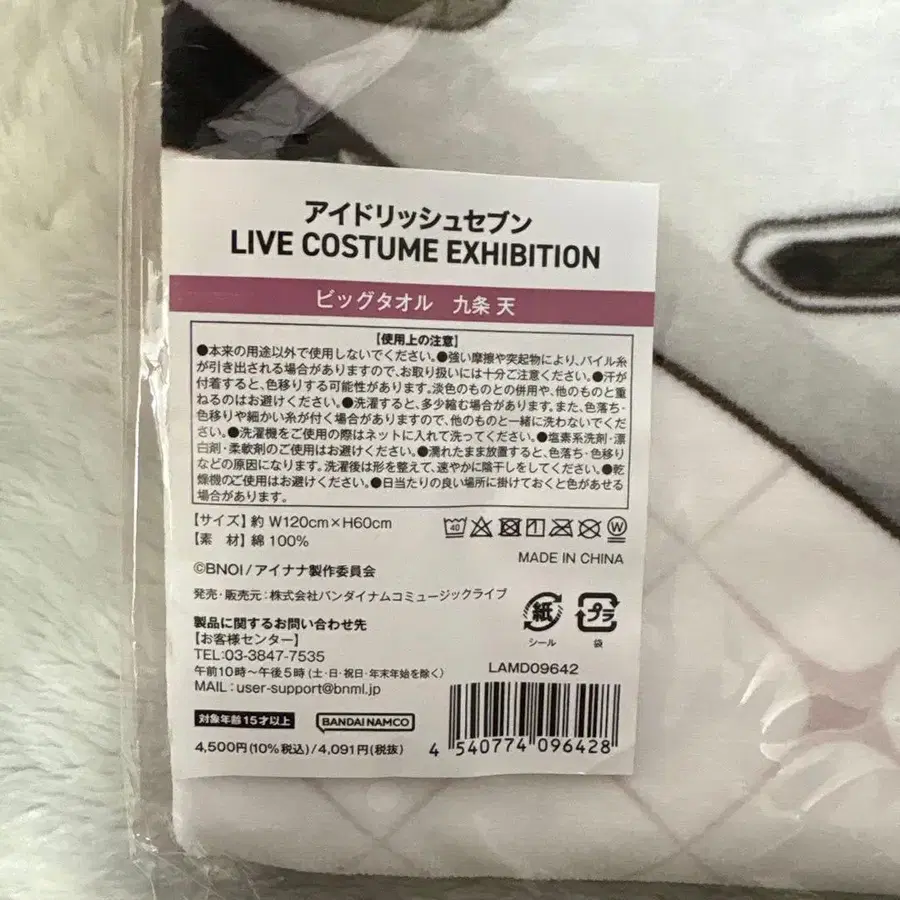 アイドリッシュセブン
LIVE COSTUME EXHIBITION
ビッグタオル 九条 天
【使用上の注意】
●本来の用途以外で使用しないでください。●強い摩擦や突起物により、パイル糸
が引き出される場合がありますので、お取り扱いには十分ご注意ください。●汗が
付着すると、色移りする可能性があります。淡色のものとの併用や、他のものと重
ねるのはお避けください。●洗濯すると、多少縮む場合があります。また、色落ち・
色移りや細かい糸が付く場合がありますので、他のものと一緒に洗わないでくだ
さい。●洗濯機をご使用の際はネットに入れて洗ってください。●塩素系洗剤・漂
白剤・柔軟剤のご使用はお避けください。●濡れたまま放置すると、色落ち・色移り
などの原因になります。洗濯後は形を整えて、速やかに陰干しをしてください。●乾
燥機のご使用はお避けください。●日当たりの良い場所に掛けておくと色があせる
場合があります。
【サイズ】約 W120cm×H60cm
【素 材】綿 100%
40
W
MADE IN CHINA
©BNOI/アイナナ製作委員会
発売・販売元:株式会社バンダイナムコミュージックライブ
製品に関するお問い合わせ先
【お客様センター】
TEL:03-3847-7535
午前10時〜午後5時(土・日・祝日・年末年始を除く)
MAIL:user-support@bnml.jp
紙
シール
プラ
袋
LAMD09642
対象年齢15才以上
BANDAI NAMCO
4,500円(10%税込)/4,091円(税抜)
4 540774 096428